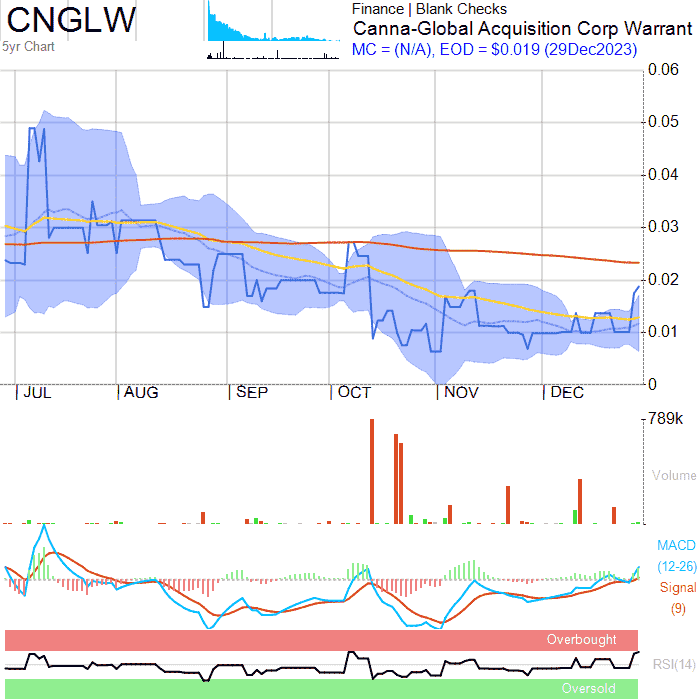 CNGLW
5yr Chart
Finance | Blank Checks
Canna-Global Acquisition Corp Warrant
MC = (N/A), EOD = $0.019 (29Dec2023)
0.06
0.05
0.04
0.03
0.02
0.01
0
JUL AUG SEP OCT NOV DEC
789k
Volume
MACD
(12-26)
Signal
(9)
Overbought
RSI(14)
Oversold